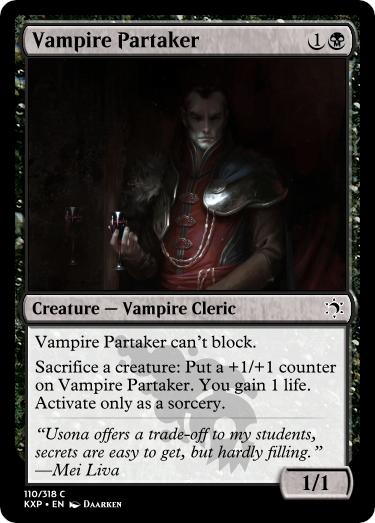 Vampire Partaker 1
Creature — Vampire Cleric
Vampire Partaker can't block.
Sacrifice a creature: Put a +1/+1 counter
on Vampire Partaker. You gain 1 life.
Activate only as a sorcery.
"Usona offers a trade-off to my students,
secrets are easy to get, but hardly filling."
—Mei Liva
1/1
110/318 C
KXP • EN Daarken